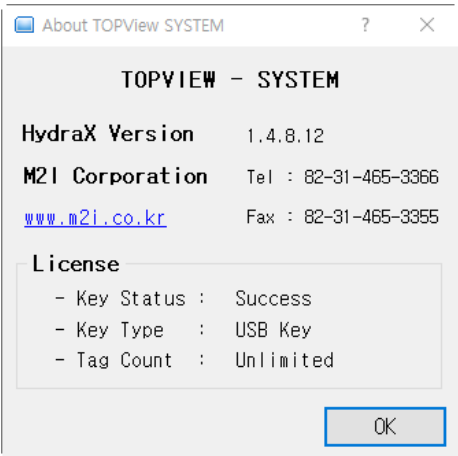 About TOPView SYSTEM
TOPVIEW - SYSTEM
HydraX Version 1.4.8.12
M2I Corporation Tel : 82-31-465-3366
www.m2i.co.kr Fax : 82-31-465-3355
License
- Key Status : Success
- Key Type : USB Key
- Tag Count : Unlimited
OK